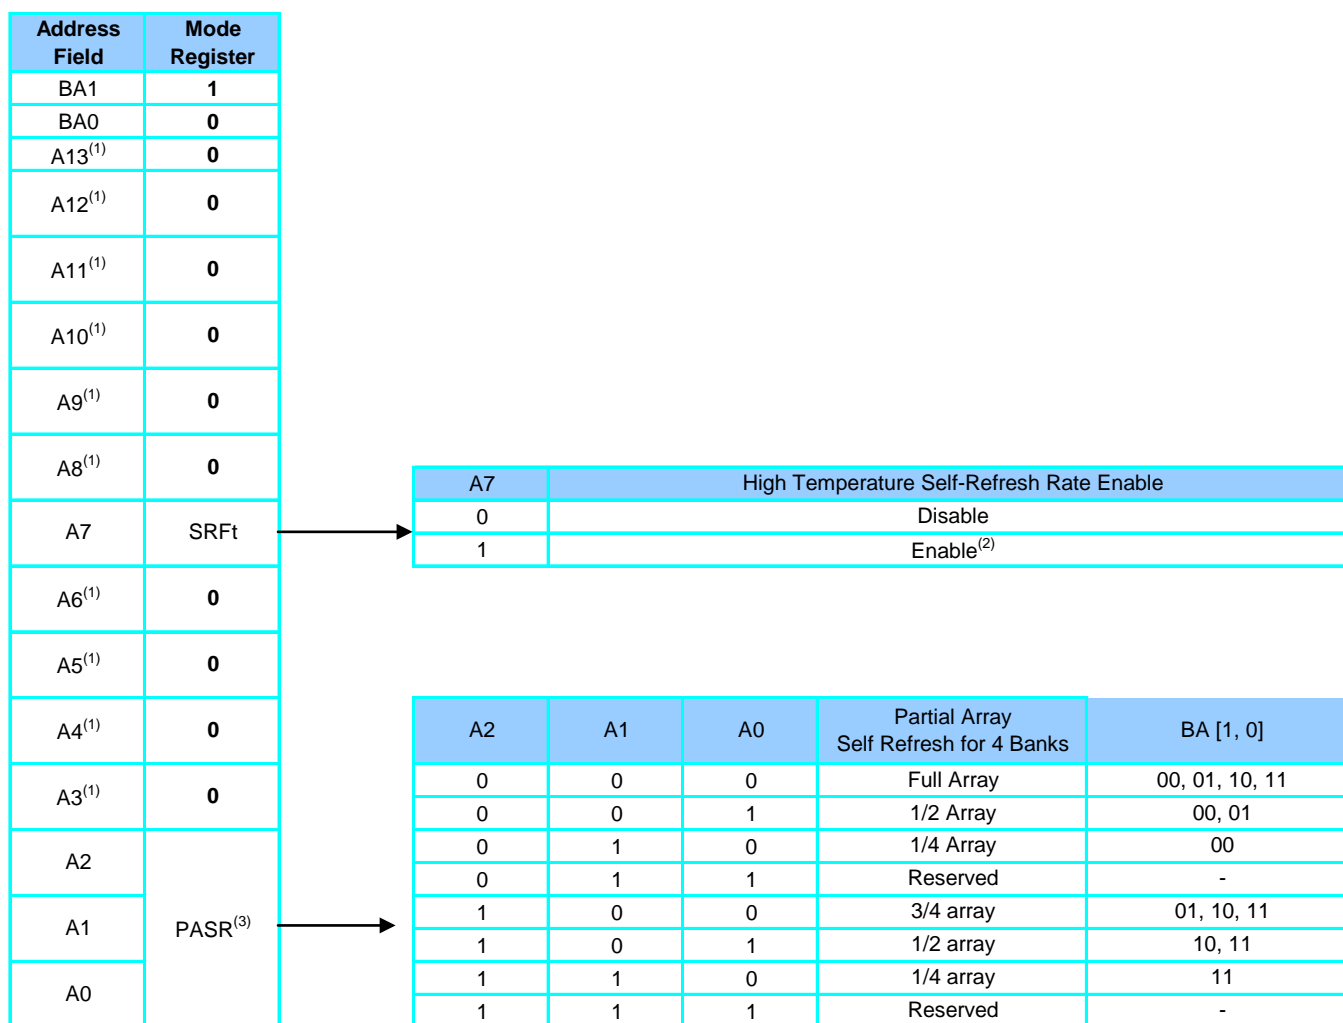 Address Field Mode Register
BA1 1
BA0 0
A13(1) 0
A12(1) 0
A11(1) 0
A10(1) 0
A9(1) 0
A8(1) 0
A7 SRFt
A6(1) 0
A5(1) 0
A4(1) 0
A3(1) 0
A2
A1 PASR(3)
A0
A7 High Temperature Self-Refresh Rate Enable
0 Disable
1 Enable(2)
A2 A1 A0 Partial Array Self Refresh for 4 Banks BA [1, 0]
0 0 0 Full Array 00, 01, 10, 11
0 0 1 1/2 Array 00, 01
0 1 0 1/4 Array 00
0 1 1 Reserved -
1 0 0 3/4 array 01, 10, 11
1 0 1 1/2 array 10, 11
1 1 0 1/4 array 11
1 1 1 Reserved -